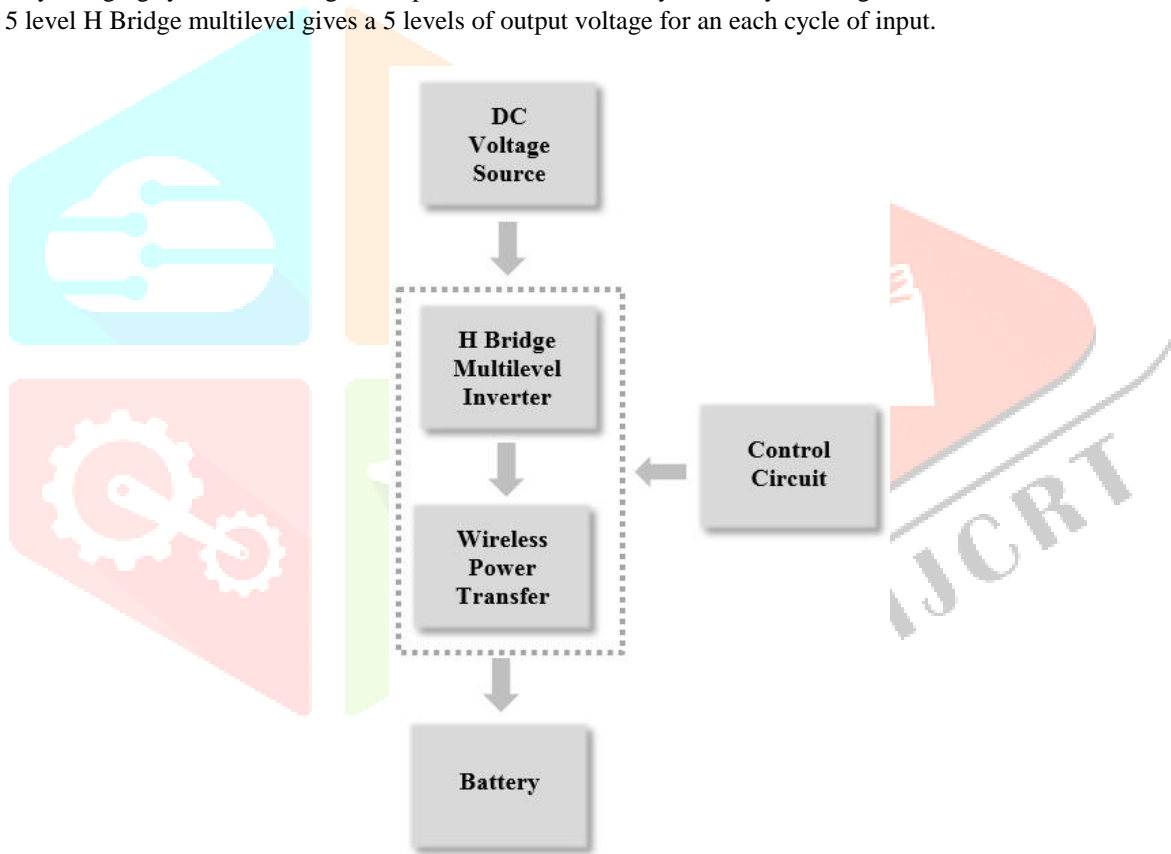 5 level H Bridge multilevel gives a 5 levels of output voltage for an each cycle of input.
DC
Voltage
Source
H Bridge
Multilevel
Inverter
Control
Circuit
Wireless
Power
Transfer
IJCRT
Battery